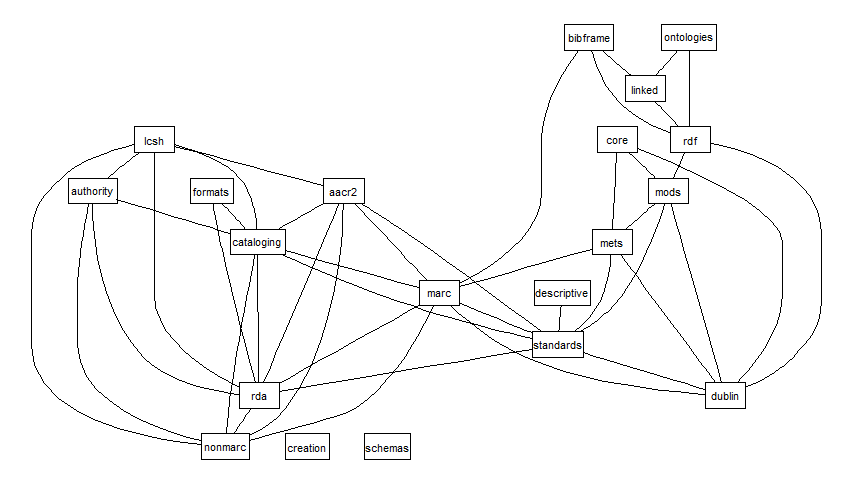 bibframe
ontologies
linked
lcsh
core
rdf
authority
formats
aacr2
mods
cataloging
mets
marc
descriptive
standards
rda
dublin
nonmarc
creation
schemas